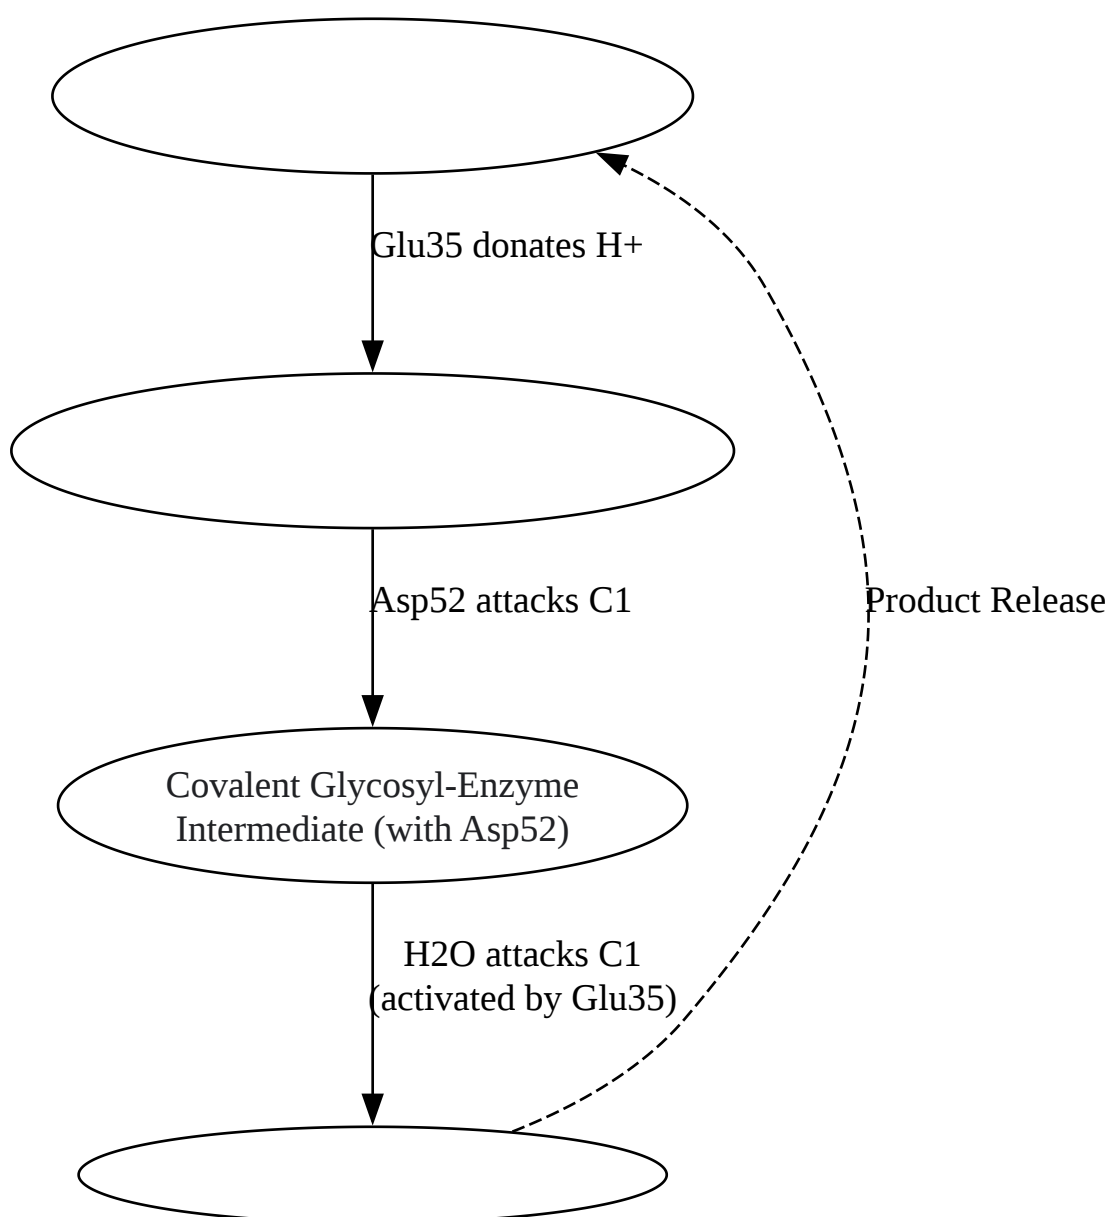 Glu35 donates H+
Asp52 attacks C1
Product Release
Covalent Glycosyl-Enzyme
Intermediate (with Asp52)
H2O attacks C1
(activated by Glu35)